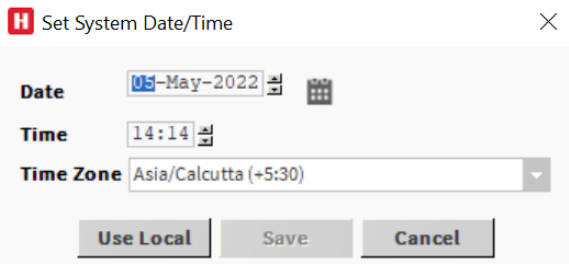 H Set System Date/Time
Date 05-May-2022
Time 14:14
Time Zone Asia/Calcutta (+5:30)
Use Local Save Cancel